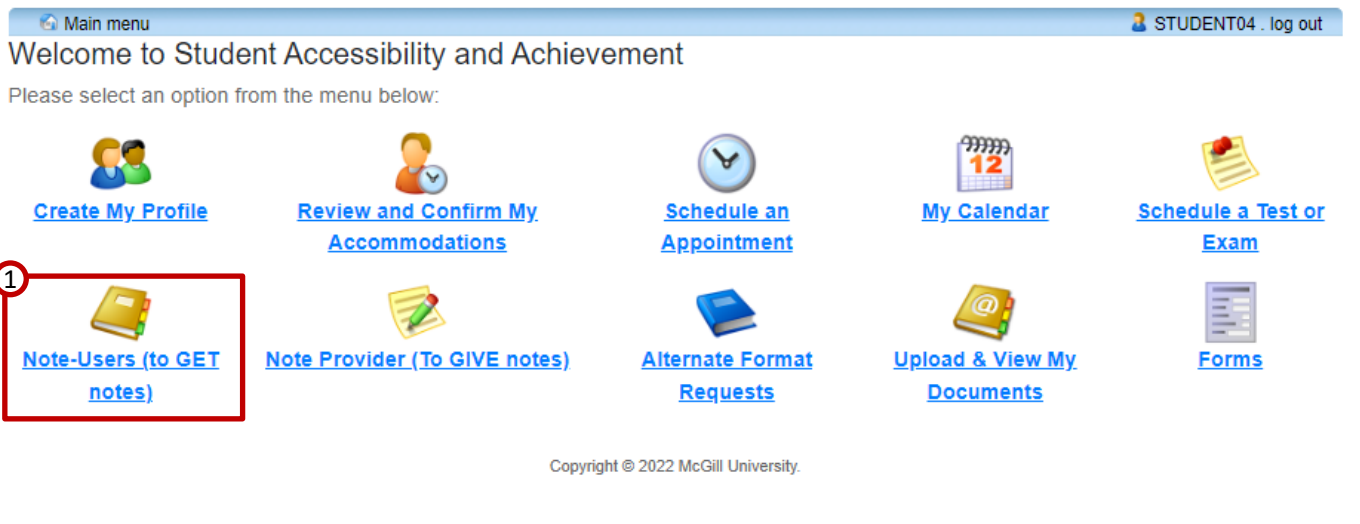 Main menu
STUDENT04 . log out
Welcome to Student Accessibility and Achievement
Please select an option from the menu below:
12
Create My Profile
Review and Confirm My
Accommodations
Schedule an
Appointment
My Calendar
Schedule a Test or
Exam
1
@
Note-Users (to GET
notes)
Note Provider (To GIVE notes)
Alternate Format
Requests
Upload & View My
Documents
Forms
Copyright © 2022 McGill University.